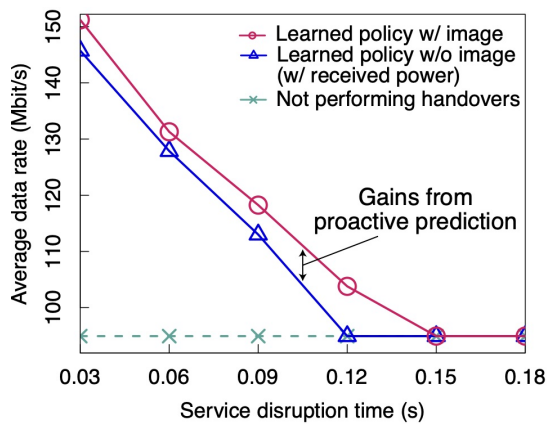 Learned policy w/ image
Learned policy w/o image
(w/ received power)
Not performing handovers
Gains from
proactive prediction
Average data rate (Mbit/s)
150
140
130
120
110
100
0.03 0.06 0.09 0.12 0.15 0.18
Service disruption time (s)